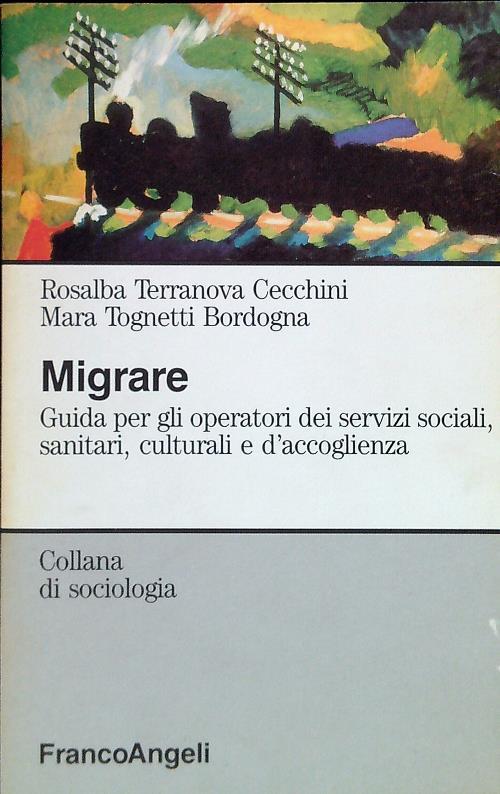 Rosalba Terranova Cecchini
Mara Tognetti Bordogna
Migrare
Guida per gli operatori dei servizi sociali,
sanitari, culturali e d'accoglienza
Collana
di sociologia
FrancoAngeli